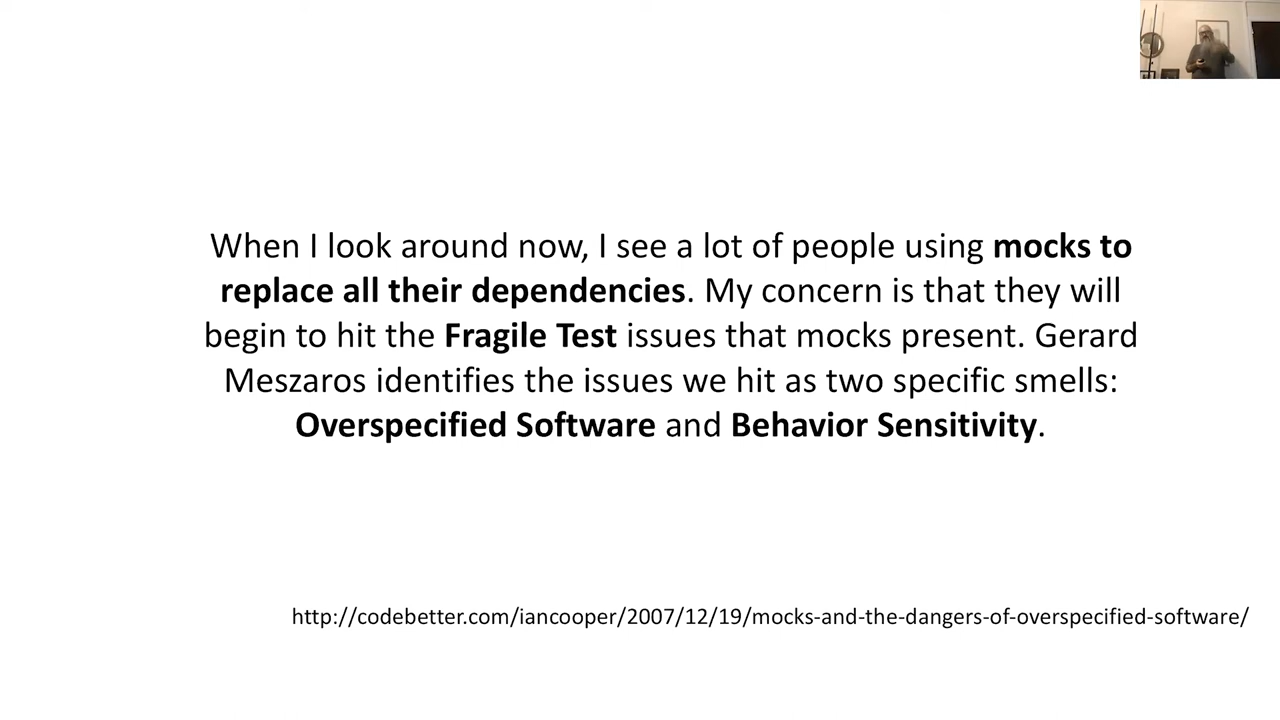 When I look around now, I see a lot of people using mocks to
replace all their dependencies. My concern is that they will
begin to hit the Fragile Test issues that mocks present. Gerard
Meszaros identifies the issues we hit as two specific smells:
Overspecified Software and Behavior Sensitivity.
http://codebetter.com/iancooper/2007/12/19/mocks-and-the-dangers-of-overspecified-software/